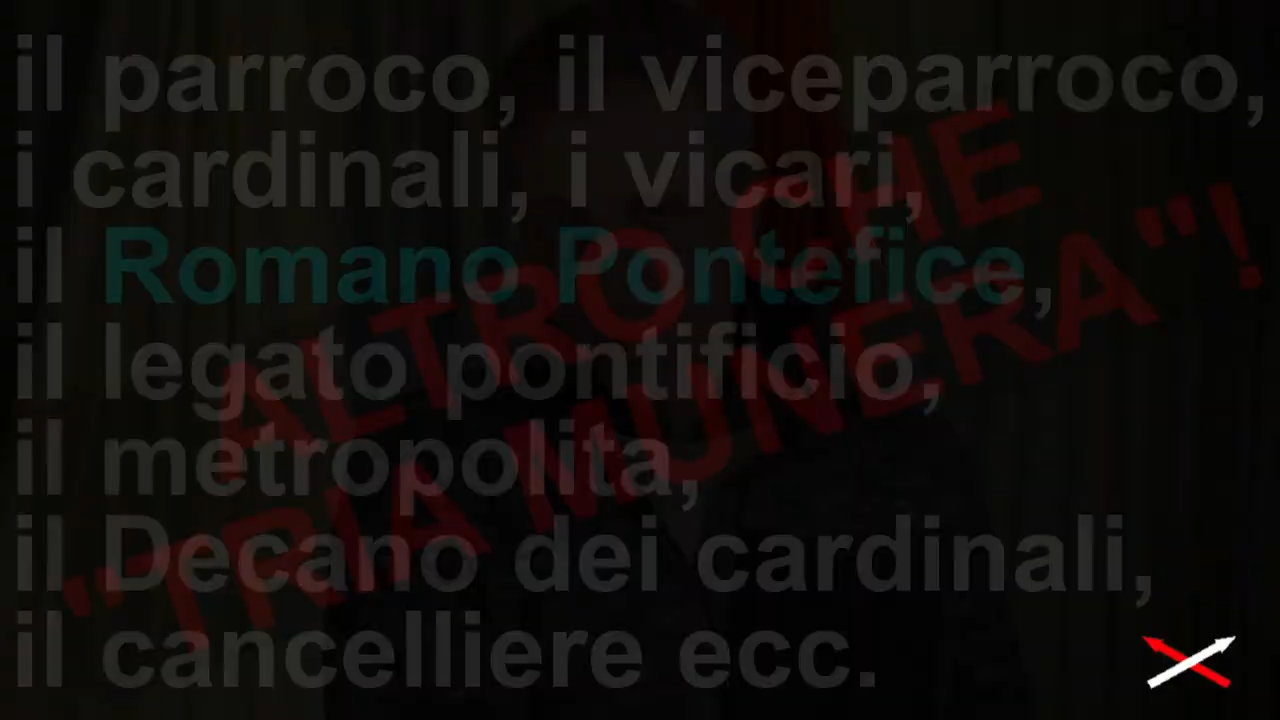 il parroco, il viceparroco,
i cardinali, i vicari,
il Romano Pontefice,
il legato pontificio,
il metropolita,
il Decano dei cardinali,
il cancelliere ecc.
ALTRO CHE
"TRIA MUNERA"!